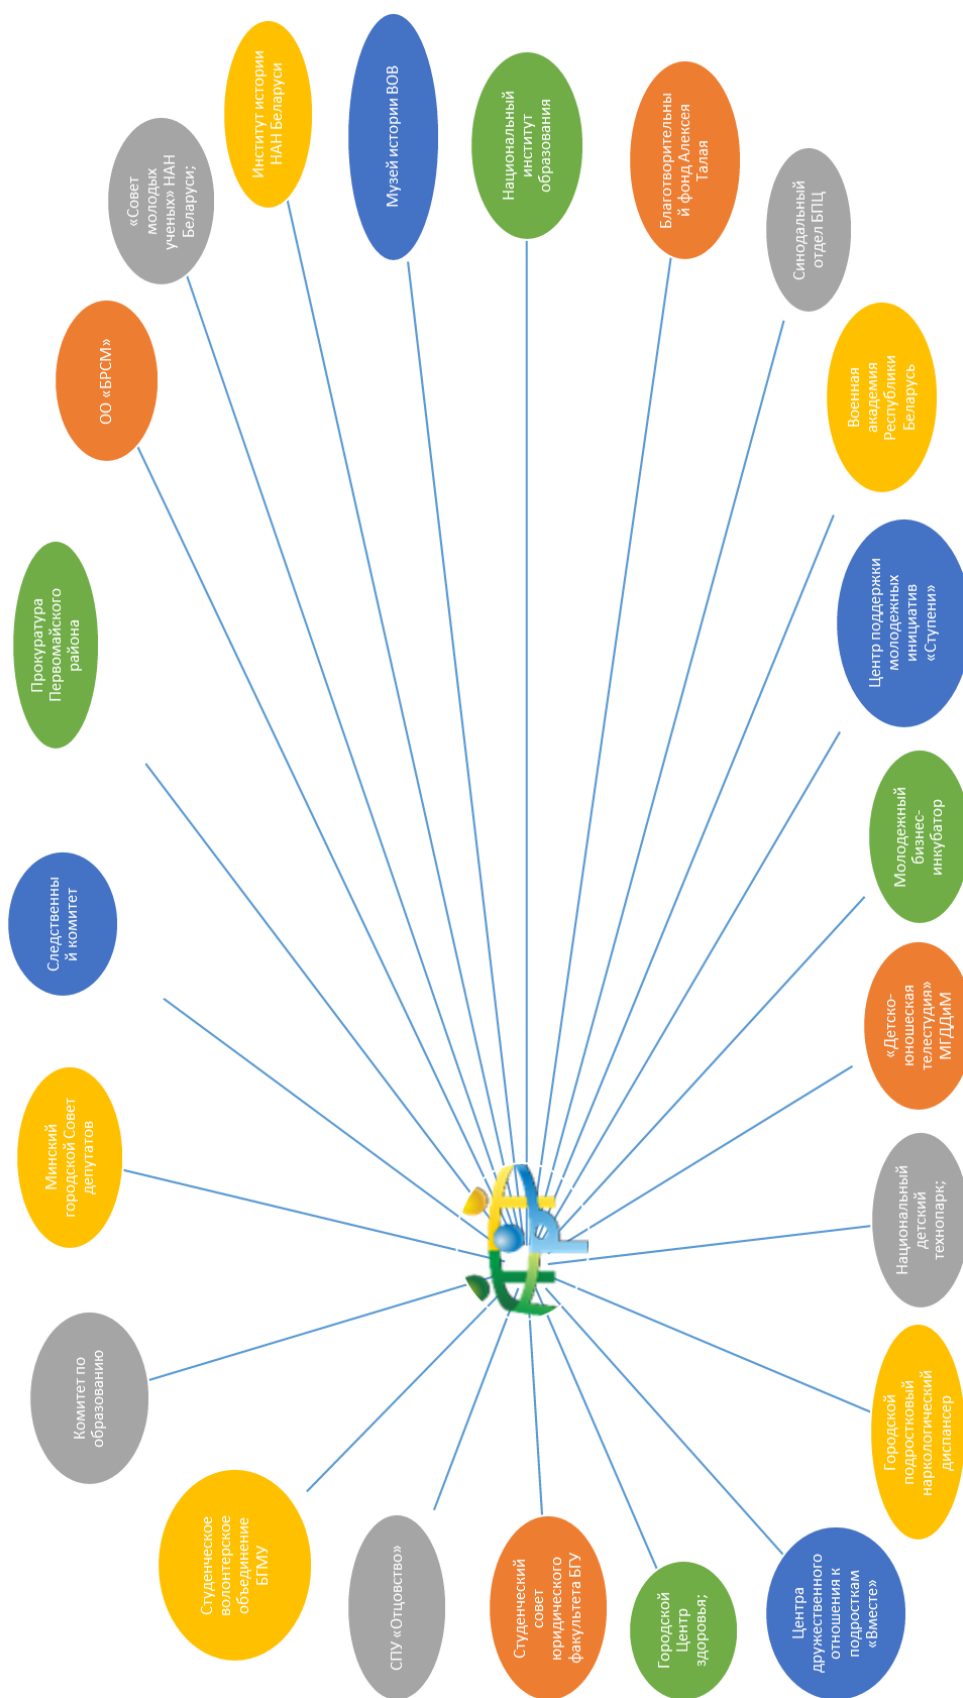 «Совет
молодых
ученых» НАН
Беларуси;
Институт истории
НАН Беларуси
Музей истории ВОВ
Национальный
институт
образования
Благотворительны
й фонд Алексея
Талая
Синодальный
отдел БПЦ
Военная
академия
Республики
Беларусь
Центр поддержки
молодежных
инициатив
«Ступени»
Молодежный
бизнес-
инкубатор
«Детско-
юношеская
телестудия»
МГДДиМ
Национальный
детский
технопарк;
Городской
подростковый
наркологический
диспансер
Центра
дружественного
отношения к
подросткам
«Вместе»
Городской
Центр
здоровья;
Студенческий
совет
юридического
факультета БГУ
СПУ «Отцовство»
Студенческое
волонтерское
объединение
БГМУ
Комитет по
образованию
Минский
городской Совет
депутатов
Следственны
й комитет
Прокуратура
Первомайского
района
ОО «БРСМ»